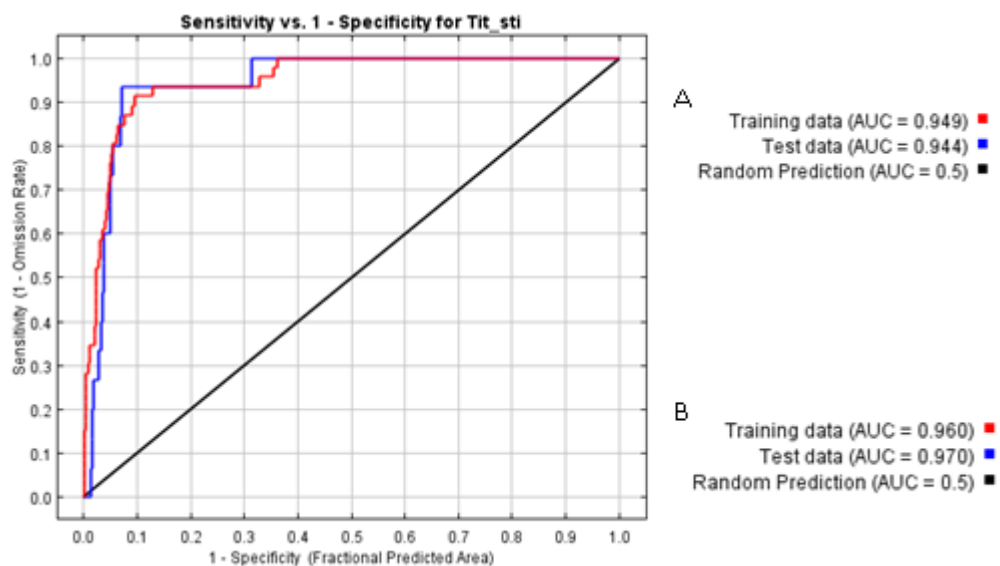 Sensitivity vs. 1 - Specificity for Tit_sti
Sensitivity (1 - Omission Rate)
1.0
0.9
0.8
0.7
0.6
0.5
0.4
0.3
0.2
0.1
0.0
0.0 0.1 0.2 0.3 0.4 0.5 0.6 0.7 0.8 0.9 1.0
1 - Specificity (Fractional Predicted Area)
A
Training data (AUC = 0.949)
Test data (AUC = 0.944)
Random Prediction (AUC = 0.5)
B
Training data (AUC = 0.960)
Test data (AUC = 0.970)
Random Prediction (AUC = 0.5)